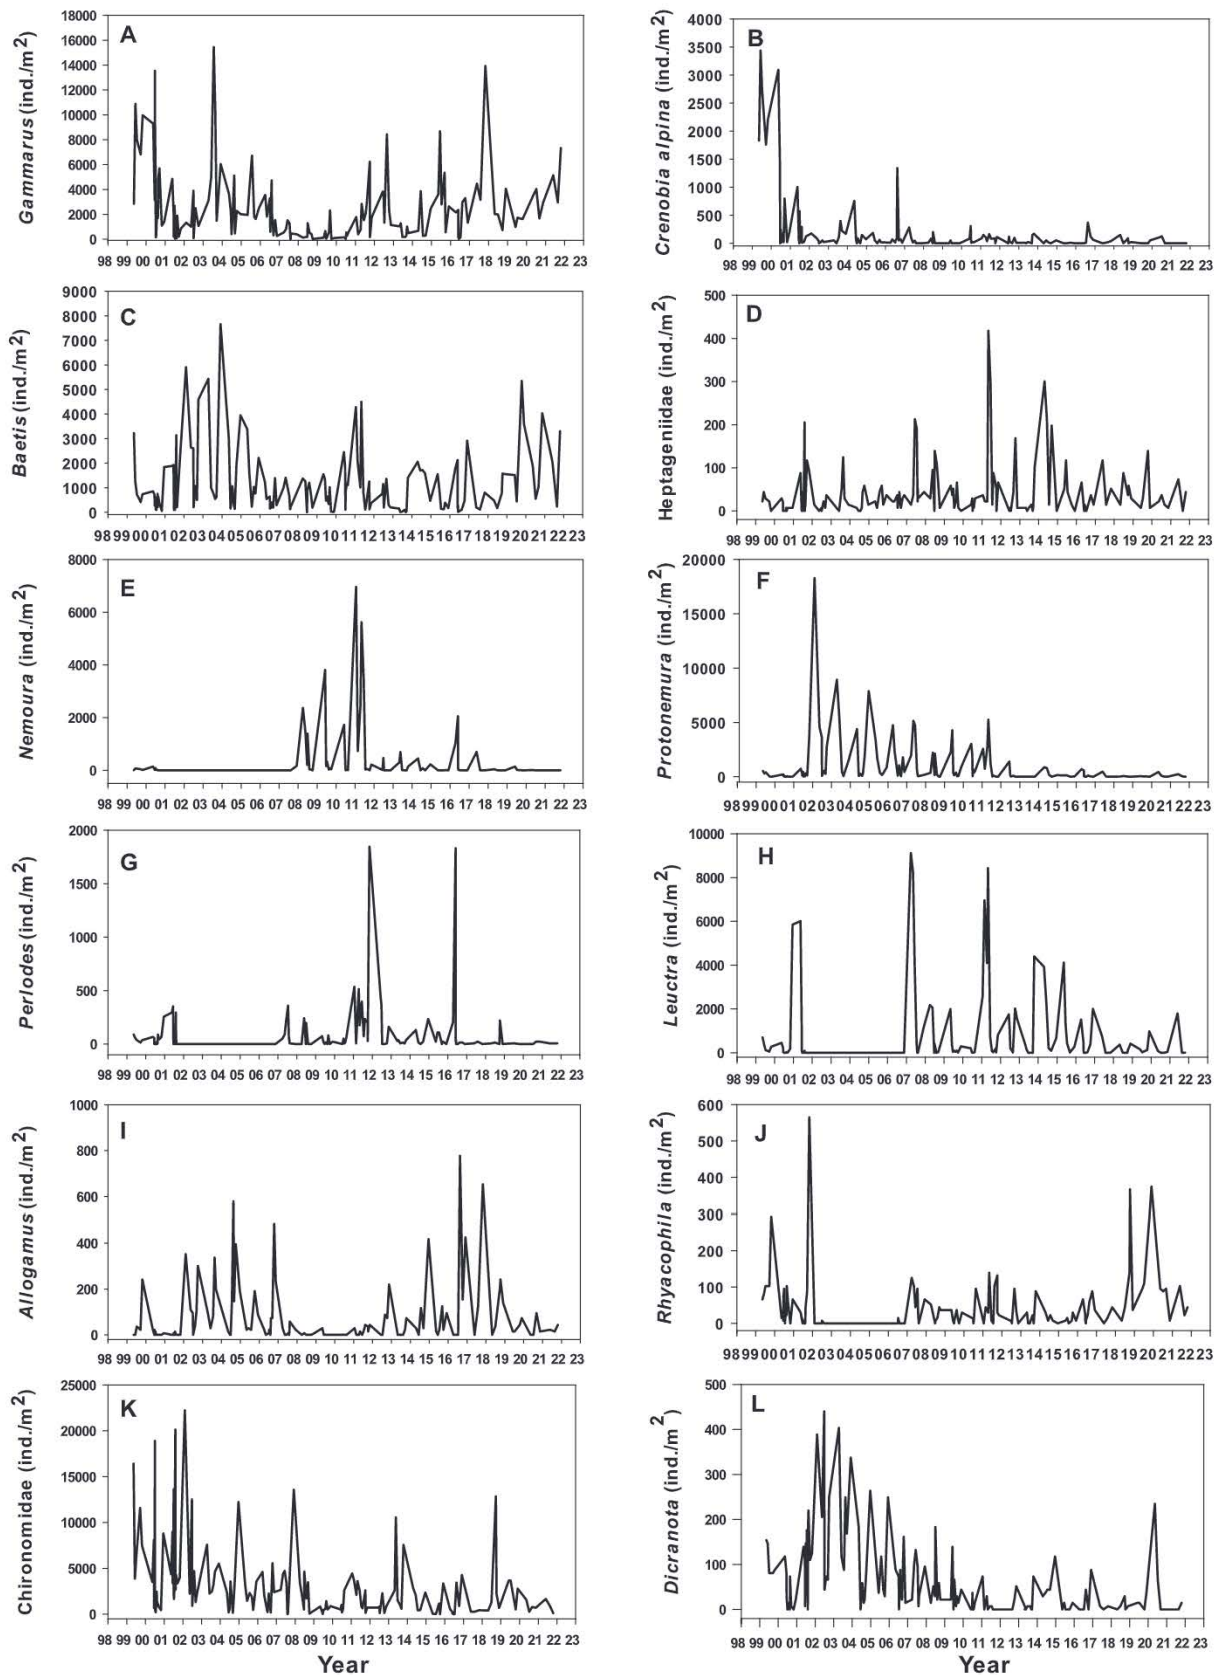 A
Gammarus (ind./m²)
18000
16000
14000
12000
10000
8000
6000
4000
2000
0
98 99 00 01 02 03 04 05 06 07 08 09 10 11 12 13 14 15 16 17 18 19 20 21 22 23
B
Crenobia alpina (ind./m²)
4000
3500
3000
2500
2000
1500
1000
500
0
98 99 00 01 02 03 04 05 06 07 08 09 10 11 12 13 14 15 16 17 18 19 20 21 22 23
C
Baetis (ind./m²)
9000
8000
7000
6000
5000
4000
3000
2000
1000
0
98 99 00 01 02 03 04 05 06 07 08 09 10 11 12 13 14 15 16 17 18 19 20 21 22 23
D
Heptageniidae (ind./m²)
500
400
300
200
100
0
98 99 00 01 02 03 04 05 06 07 08 09 10 11 12 13 14 15 16 17 18 19 20 21 22 23
E
Nemoura (ind./m²)
8000
6000
4000
2000
0
98 99 00 01 02 03 04 05 06 07 08 09 10 11 12 13 14 15 16 17 18 19 20 21 22 23
F
Protonemura (ind./m²)
20000
15000
10000
5000
0
98 99 00 01 02 03 04 05 06 07 08 09 10 11 12 13 14 15 16 17 18 19 20 21 22 23
G
Perlodes (ind./m²)
2000
1500
1000
500
0
98 99 00 01 02 03 04 05 06 07 08 09 10 11 12 13 14 15 16 17 18 19 20 21 22 23
H
Leuctra (ind./m²)
10000
8000
6000
4000
2000
0
98 99 00 01 02 03 04 05 06 07 08 09 10 11 12 13 14 15 16 17 18 19 20 21 22 23
I
Allogamus (ind./m²)
1000
800
600
400
200
0
98 99 00 01 02 03 04 05 06 07 08 09 10 11 12 13 14 15 16 17 18 19 20 21 22 23
J
Rhyacophila (ind./m²)
600
500
400
300
200
100
0
98 99 00 01 02 03 04 05 06 07 08 09 10 11 12 13 14 15 16 17 18 19 20 21 22 23
K
Chironomidae (ind./m²)
25000
20000
15000
10000
5000
0
98 99 00 01 02 03 04 05 06 07 08 09 10 11 12 13 14 15 16 17 18 19 20 21 22 23
Year
L
Dicranota (ind./m²)
500
400
300
200
100
0
98 99 00 01 02 03 04 05 06 07 08 09 10 11 12 13 14 15 16 17 18 19 20 21 22 23
Year